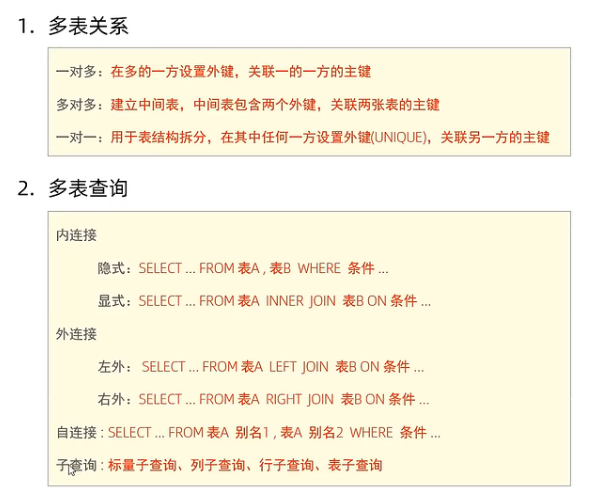 1. 多表关系
一对多：在多的一方设置外键，关联一的一方的主键
多对多：建立中间表，中间表包含两个外键，关联两张表的主键
一对一：用于表结构拆分，在其中任何一方设置外键(UNIQUE)，关联另一方的主键
2. 多表查询
内连接
隐式：SELECT ... FROM 表A , 表B WHERE 条件 ...
显式：SELECT ... FROM 表A INNER JOIN 表B ON 条件 ...
外连接
左外： SELECT ... FROM 表A LEFT JOIN 表B ON 条件 ...
右外：SELECT ... FROM 表A RIGHT JOIN 表B ON 条件 ...
自连接 : SELECT ... FROM 表A 别名1 , 表A 别名2 WHERE 条件 ...
子查询 : 标量子查询、列子查询、行子查询、表子查询